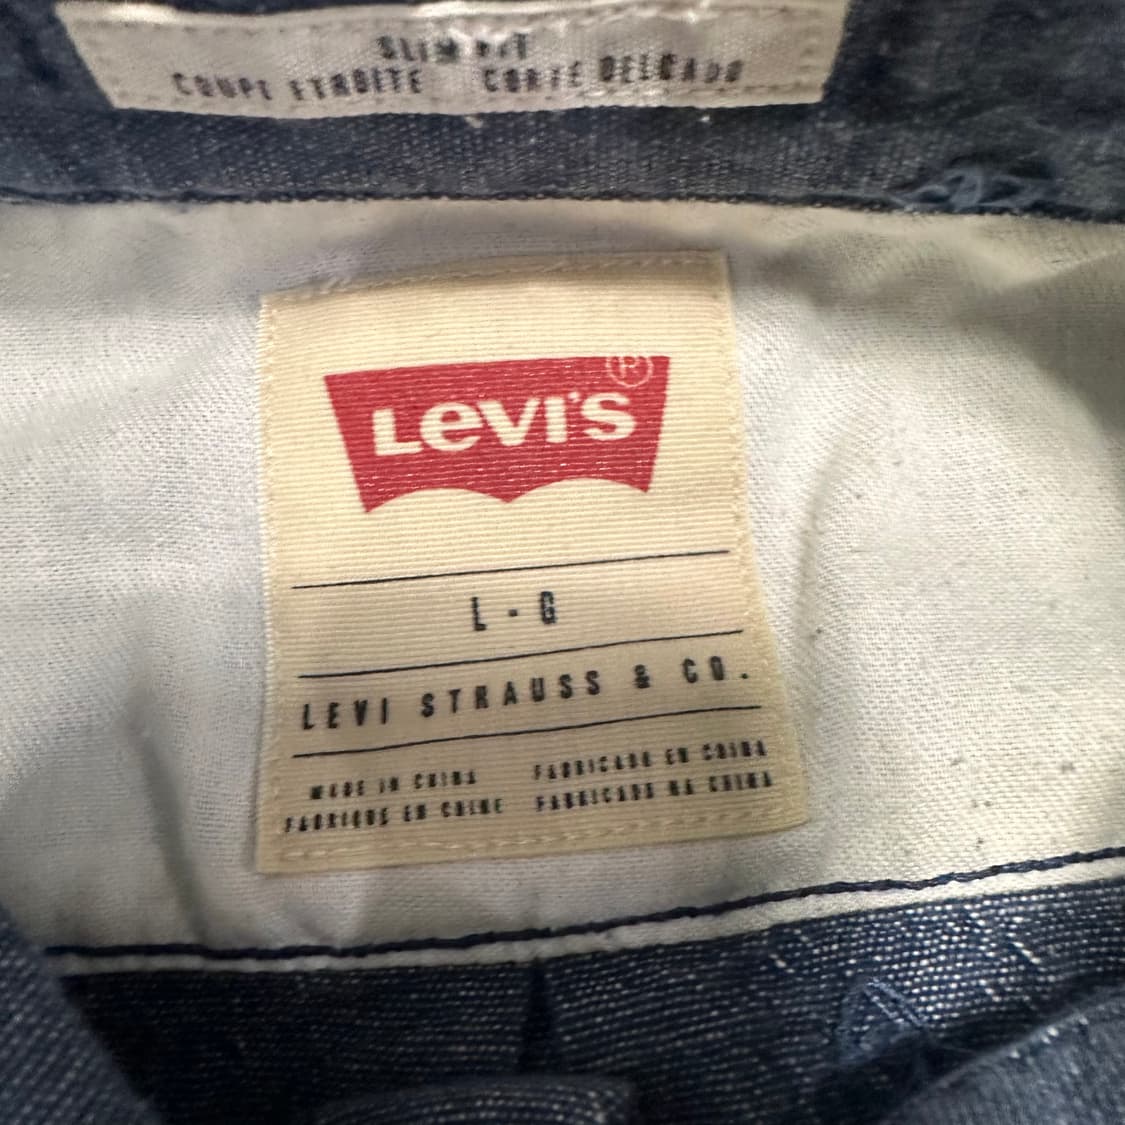 SLIM FIT
COUPE ETROITE CORTE DELGADO
LEVI'S®
L - G
LEVI STRAUSS & CO.
MADE IN CHINA FABRICADO EN CHINA
FABRIQUE EN CHINE FABRICADO NA CHINA